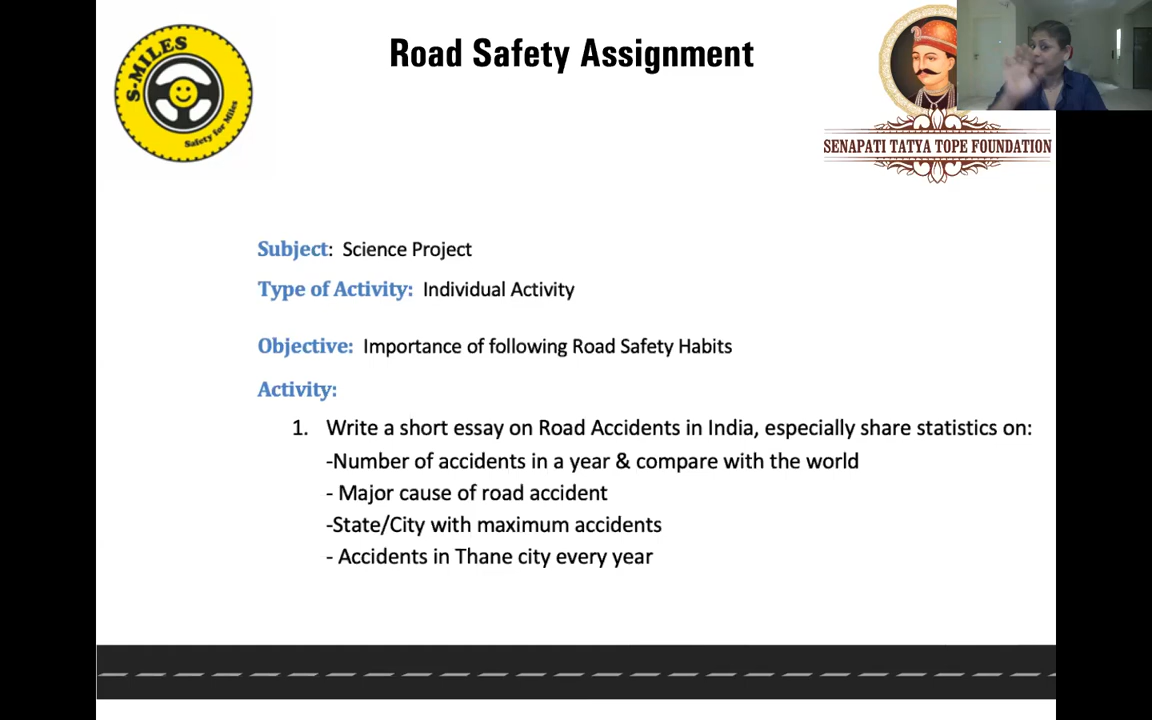 S-MILES
Safety for Miles
Road Safety Assignment
SENAPATI TATYA TOPE FOUNDATION
Subject: Science Project
Type of Activity: Individual Activity
Objective: Importance of following Road Safety Habits
Activity:
1. Write a short essay on Road Accidents in India, especially share statistics on:
-Number of accidents in a year & compare with the world
- Major cause of road accident
-State/City with maximum accidents
- Accidents in Thane city every year